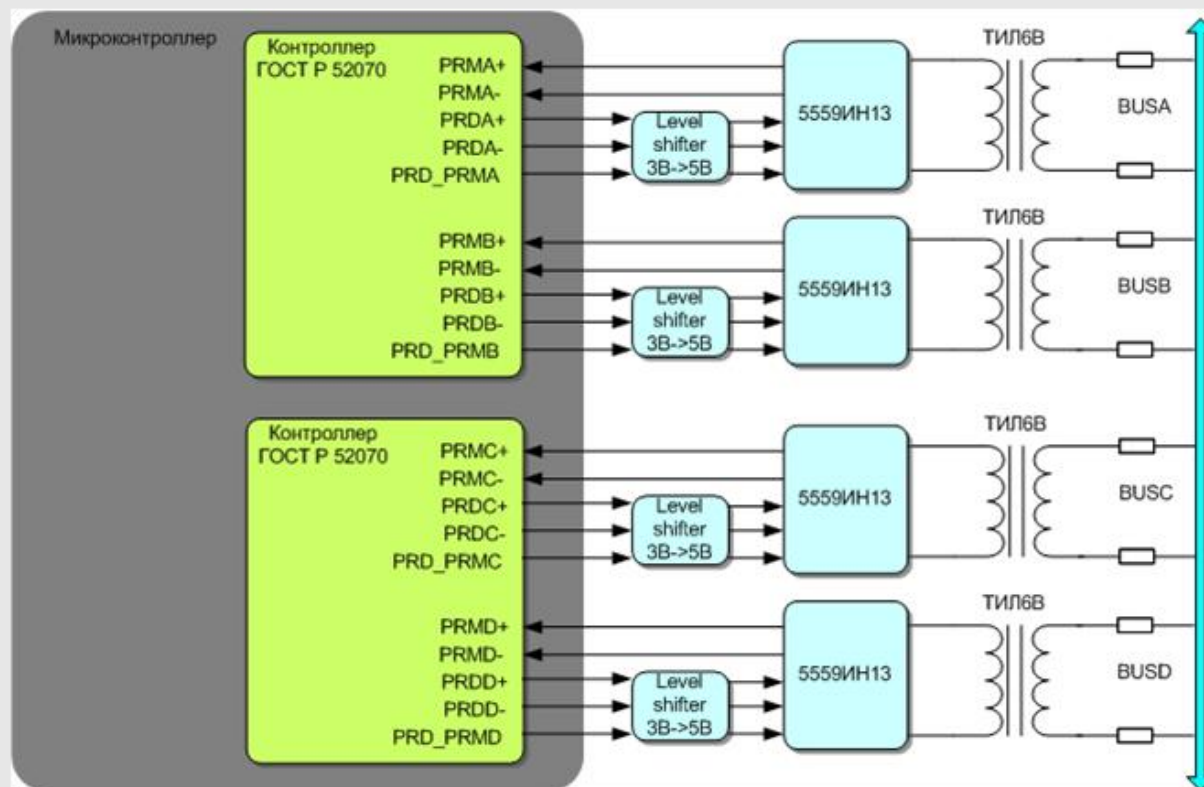 Микроконтроллер
Контроллер
ГОСТ Р 52070
PRMA+
PRMA-
PRDA+
PRDA-
PRD_PRMA
PRMB+
PRMB-
PRDB+
PRDB-
PRD_PRMB
Level
shifter
3В->5В
5559ИН13
ТИЛ6В
BUSA
Level
shifter
3В->5В
5559ИН13
ТИЛ6В
BUSB
Контроллер
ГОСТ Р 52070
PRMC+
PRMC-
PRDC+
PRDC-
PRD_PRMC
PRMD+
PRMD-
PRDD+
PRDD-
PRD_PRMD
Level
shifter
3В->5В
5559ИН13
ТИЛ6В
BUSC
Level
shifter
3В->5В
5559ИН13
ТИЛ6В
BUSD